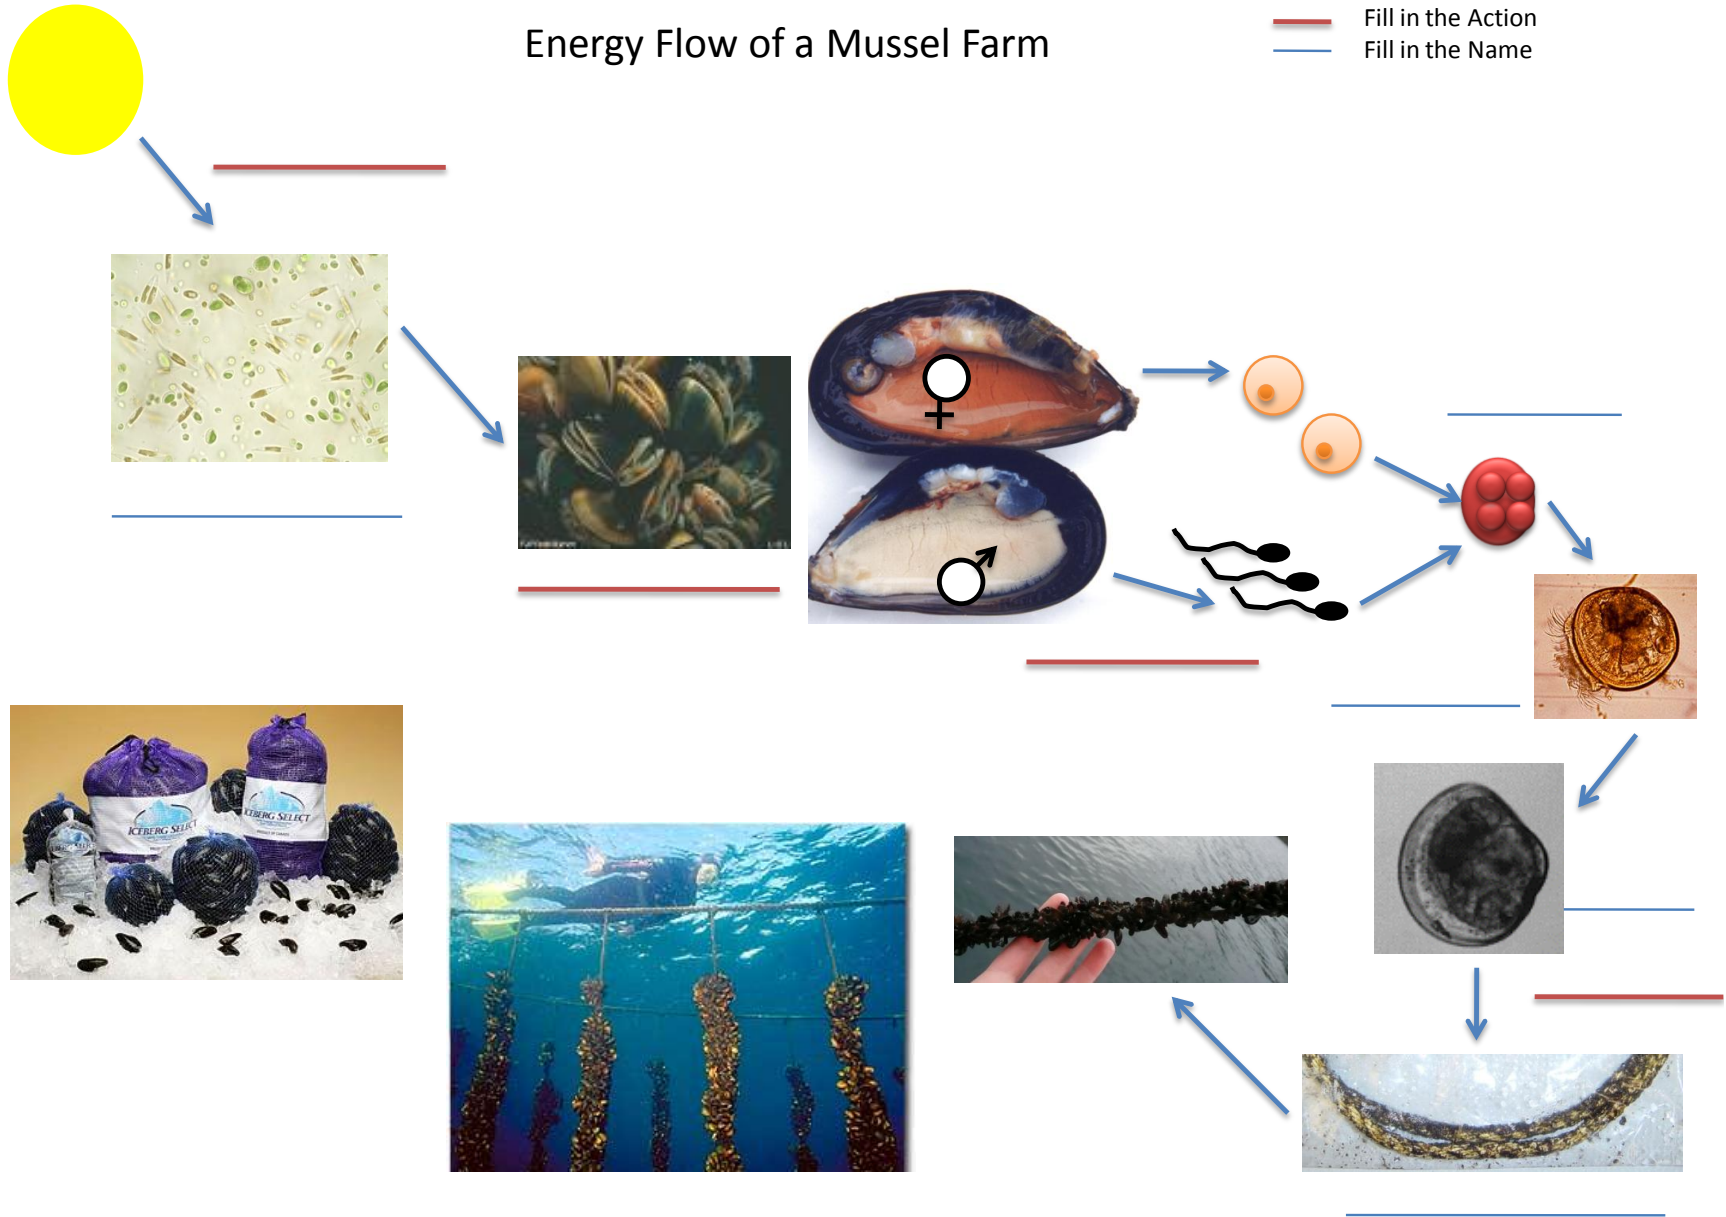 Energy Flow of a Mussel Farm
Fill in the Action
Fill in the Name
ICEBERG SELECT
ICEBERG SELECT